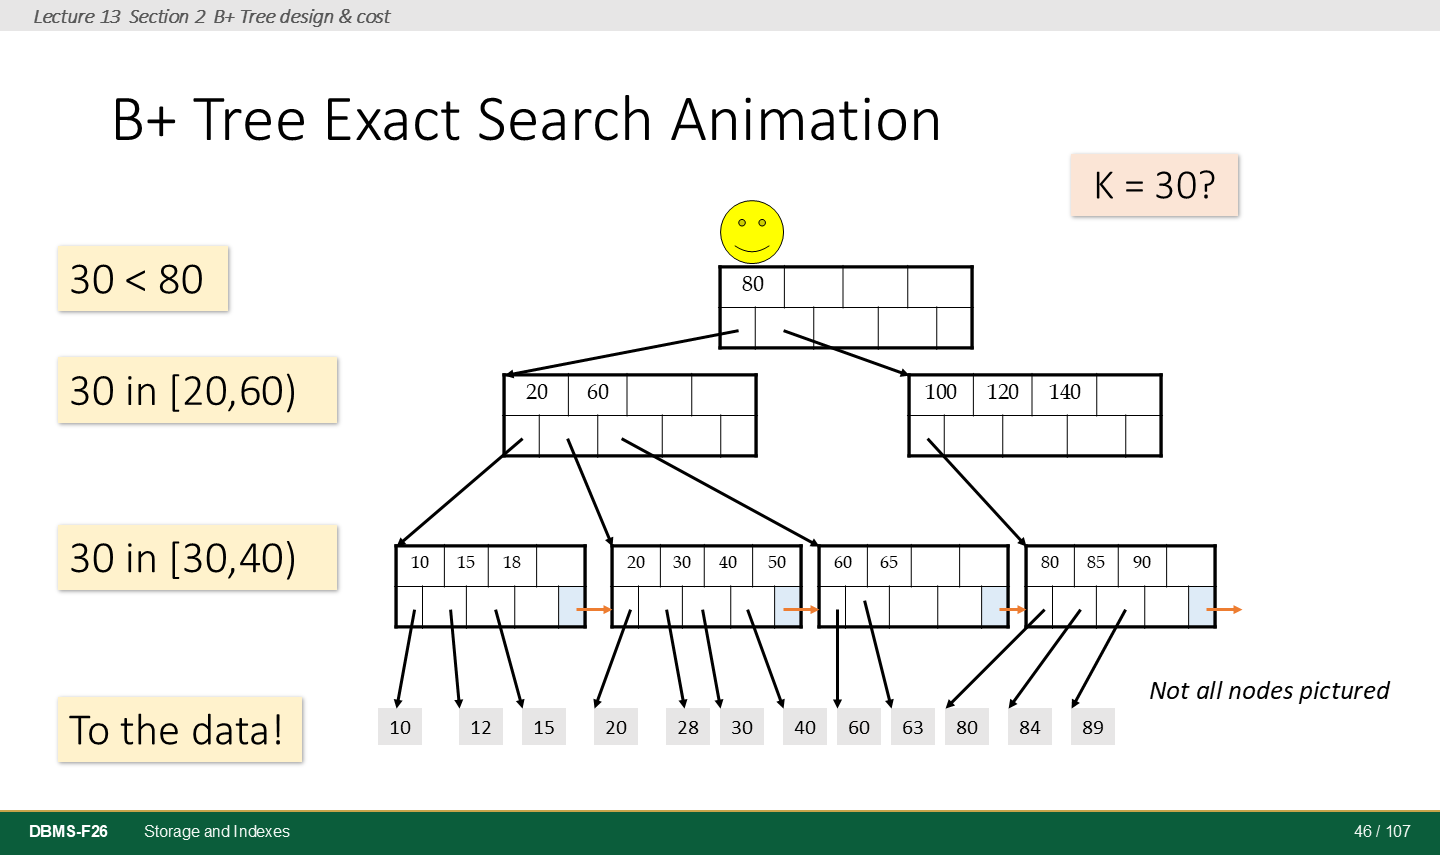 Lecture 13 Section 2 B+ Tree design & cost
B+ Tree Exact Search Animation
K = 30?
30 < 80
80
30 in [20,60)
20 60
100 120 140
30 in [30,40)
10 15 18
20 30 40 50
60 65
80 85 90
Not all nodes pictured
To the data!
10 12 15 20 28 30 40 60 63 80 84 89
DBMS-F26 Storage and Indexes 46 / 107